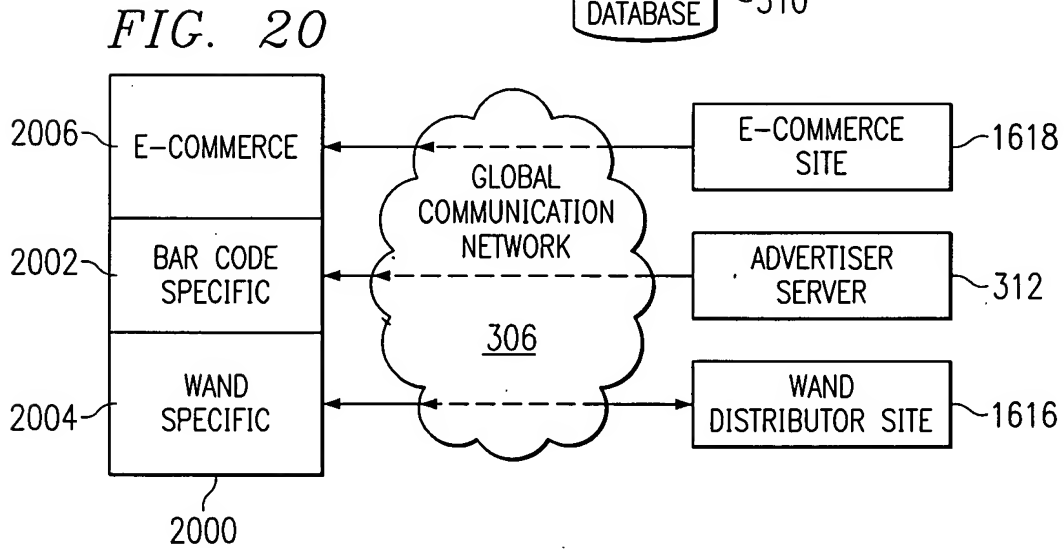 FIG. 20
DATABASE
310
2006
E-COMMERCE
2002
BAR CODE
SPECIFIC
2004
WAND
SPECIFIC
2000
GLOBAL
COMMUNICATION
NETWORK
306
E-COMMERCE
SITE
1618
ADVERTISER
SERVER
312
WAND
DISTRIBUTOR SITE
1616